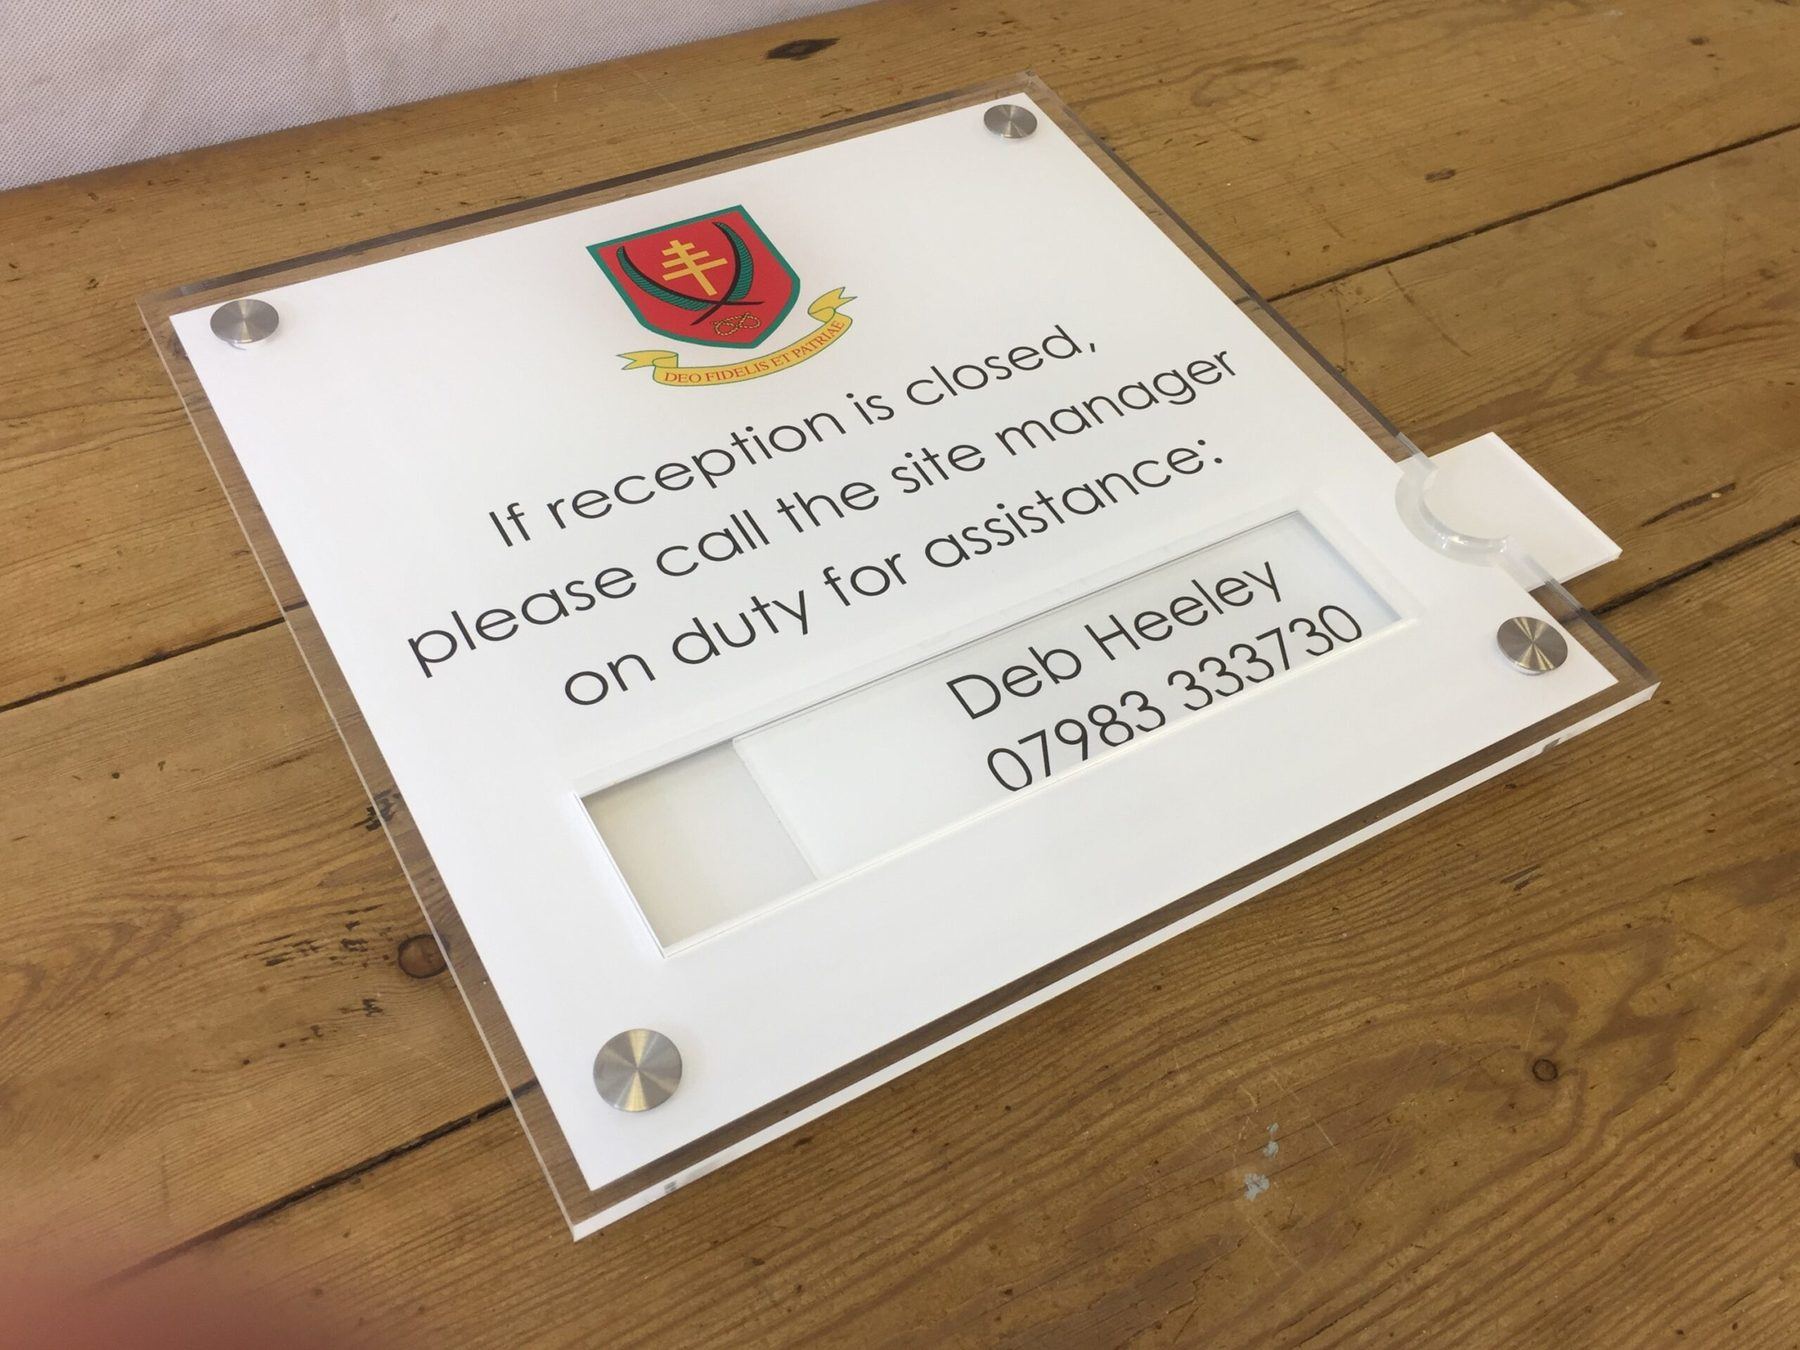 DEO FIDELIS ET PATRIAE
If reception is closed,
please call the site manager
on duty for assistance:
Deb Heeley
07983 333730